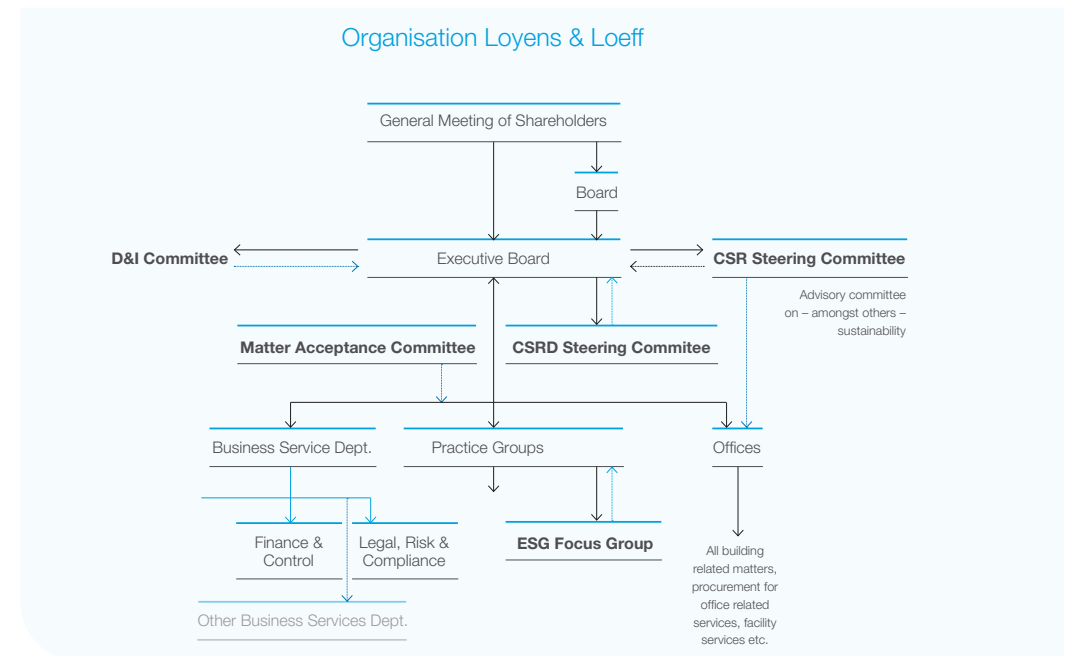 Organisation Loyens & Loeff
General Meeting of Shareholders
Board
D&I Committee
Executive Board
CSR Steering Committee
Advisory committee
on – amongst others –
sustainability
Matter Acceptance Committee
CSRD Steering Commitee
Business Service Dept.
Practice Groups
Offices
Finance &
Control
Legal, Risk &
Compliance
ESG Focus Group
All building
related matters,
procurement for
office related
services, facility
services etc.
Other Business Services Dept.